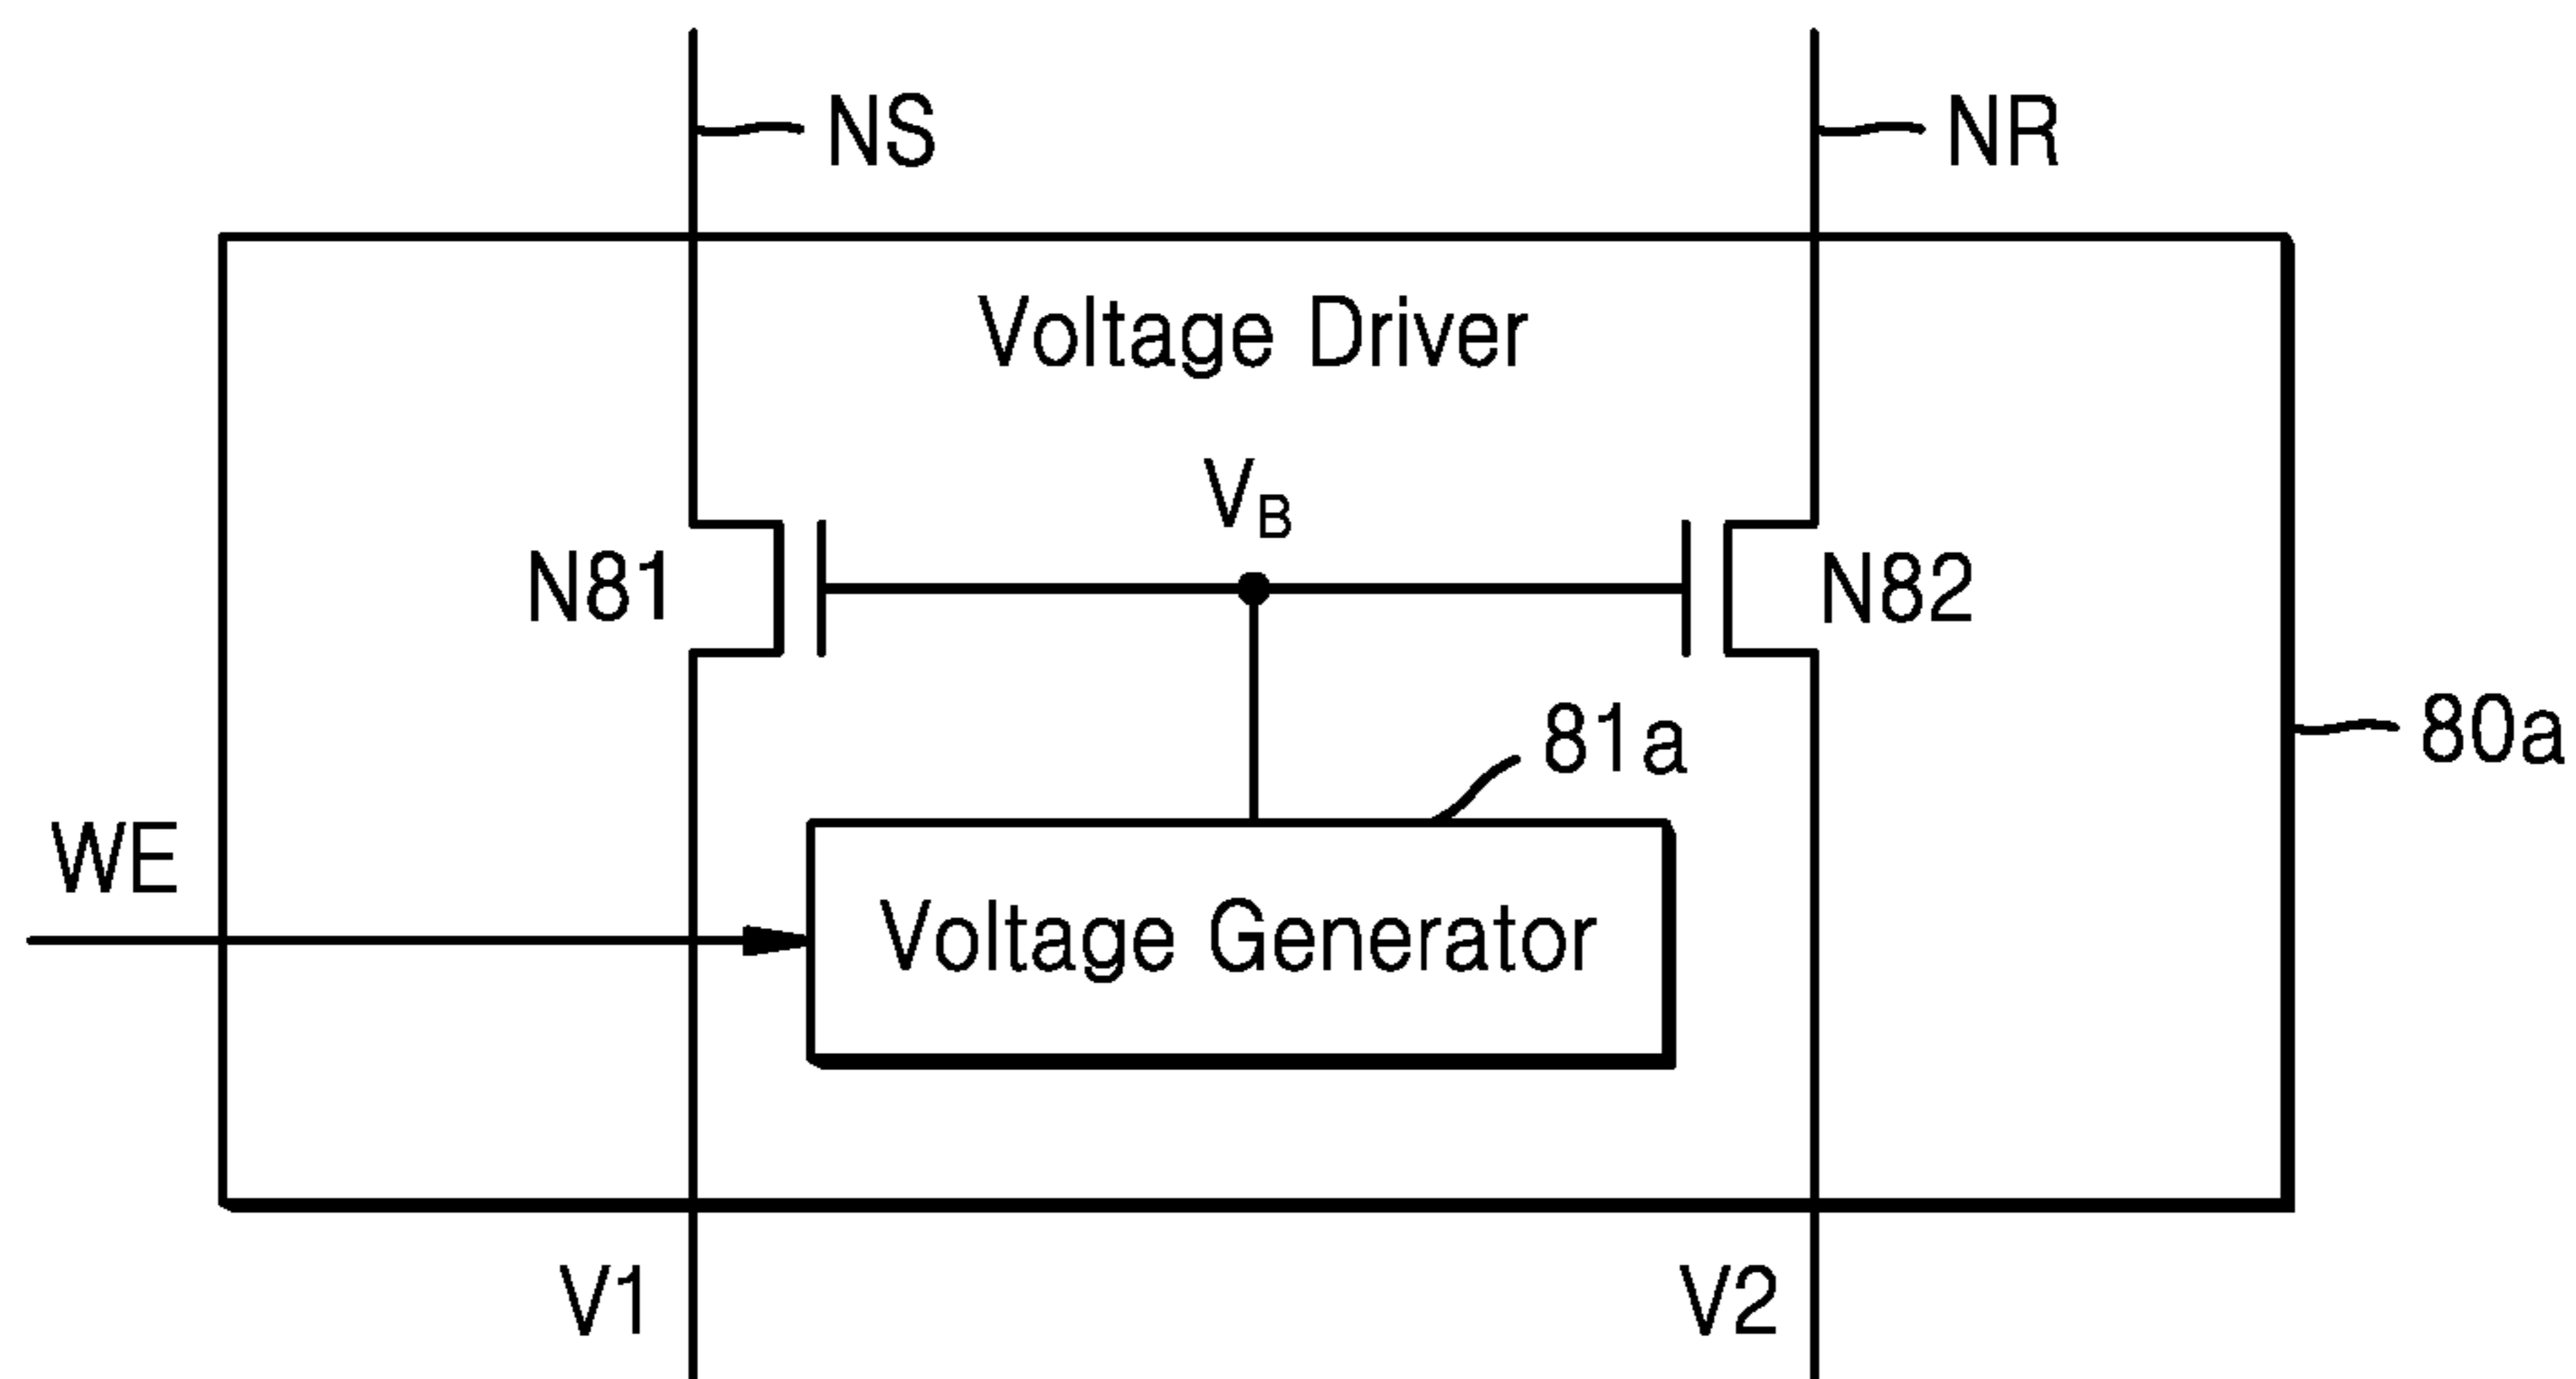 NS
NR
Voltage Driver
VB
N81
N82
81a
80a
WE
Voltage Generator
V1
V2